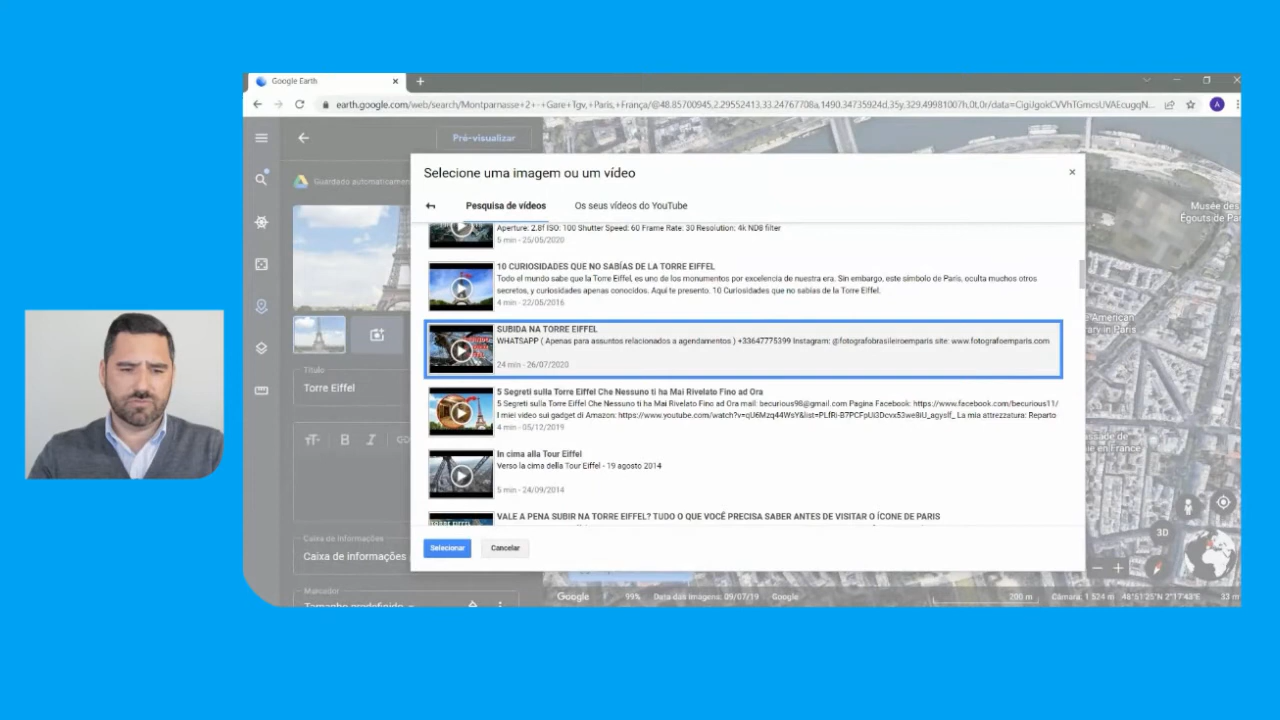 Google Earth
earth.google.com/web/search/Montparnasse+2+-+Gare+Tgv,+Paris,+França/@48.85700945,2.29552413,33.24767708a,1490.34735924d,35y,329.49981007h,0t,0r/data=
Pré-visualizar
Guardado automaticamen
Selecione uma imagem ou um vídeo
Pesquisa de vídeos
Os seus vídeos do YouTube
Aperture: 2.8f ISO: 100 Shutter Speed: 60 Frame Rate: 30 Resolution: 4k ND8 filter
5 min - 25/05/2020
10 CURIOSIDADES QUE NO SABÍAS DE LA TORRE EIFFEL
Todo el mundo sabe que la Torre Eiffel, es uno de los monumentos por excelencia de nuestra era. Sin embargo, este símbolo de París, oculta muchos otros
secretos, y curiosidades apenas conocidos. Aqui te presento. 10 Curiosidades que no sabías de la Torre Eiffel.
4 min - 22/05/2016
SUBIDA NA TORRE EIFFEL
WHATSAPP ( Apenas para assuntos relacionados a agendamentos ) +33647775399 Instagram: @fotografobrasileiroemparis site: www.fotografoemparis.com
24 min - 26/07/2020
5 Segreti sulla Torre Eiffel Che Nessuno ti ha Mai Rivelato Fino ad Ora
5 Segreti sulla Torre Eiffel Che Nessuno ti ha Mai Rivelato Fino ad Ora mail: becurious98@gmail.com Pagina Facebook: https://www.facebook.com/becurious11/
I miei video sui gadget di Amazon: La mia attrezzatura: Reparto
4 min - 05/12/2019
In cima alla Tour Eiffel
Verso la cima della Tour Eiffel - 19 agosto 2014
5 min - 24/09/2014
VALE A PENA SUBIR NA TORRE EIFFEL? TUDO O QUE VOCÊ PRECISA SABER ANTES DE VISITAR O ÍCONE DE PARIS
Selecionar
Cancelar
Título
Torre Eiffel
B I
Caixa de informações
Caixa de informações
Marcador
Tamanho predefinido
Musée des
Égouts de Par
American
ary in Paris
ssade de
ie en France
3D
Google
99%
Data das imagens: 09/07/19
Google
200 m
Câmara: 1 524 m
48°51'25"N 2°17'43"E
33 m